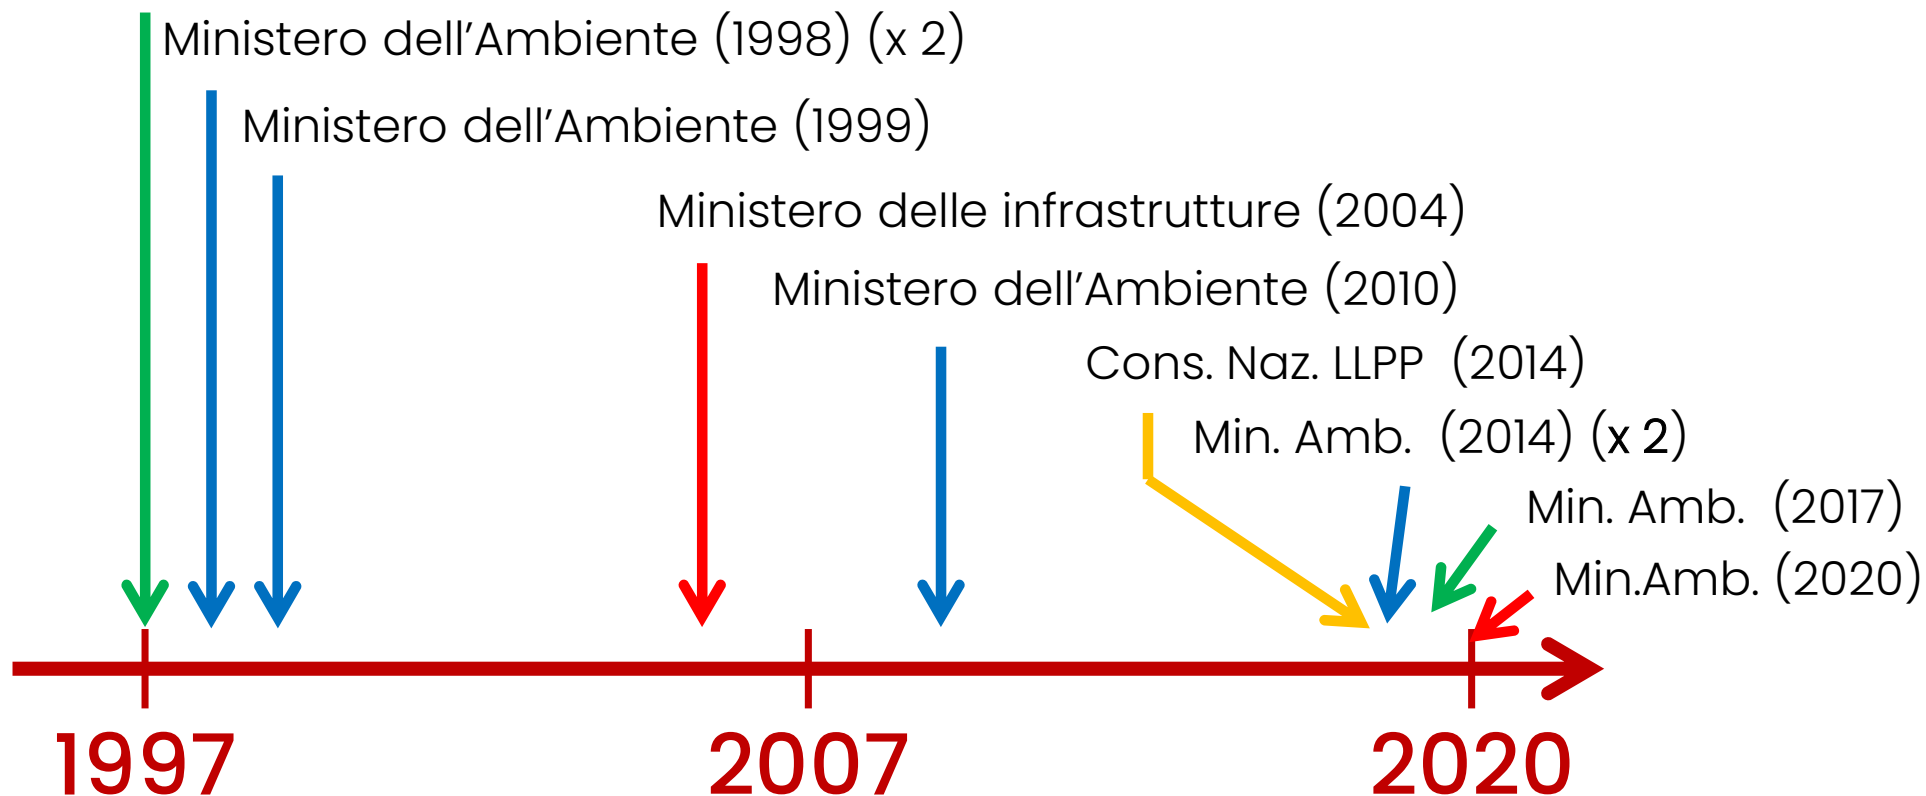 Ministero dell’Ambiente (1998) (x 2)
Ministero dell’Ambiente (1999)
Ministero delle infrastrutture (2004)
Ministero dell’Ambiente (2010)
Cons. Naz. LLPP (2014)
Min. Amb. (2014) (x 2)
Min. Amb. (2017)
Min.Amb. (2020)
1997
2007
2020